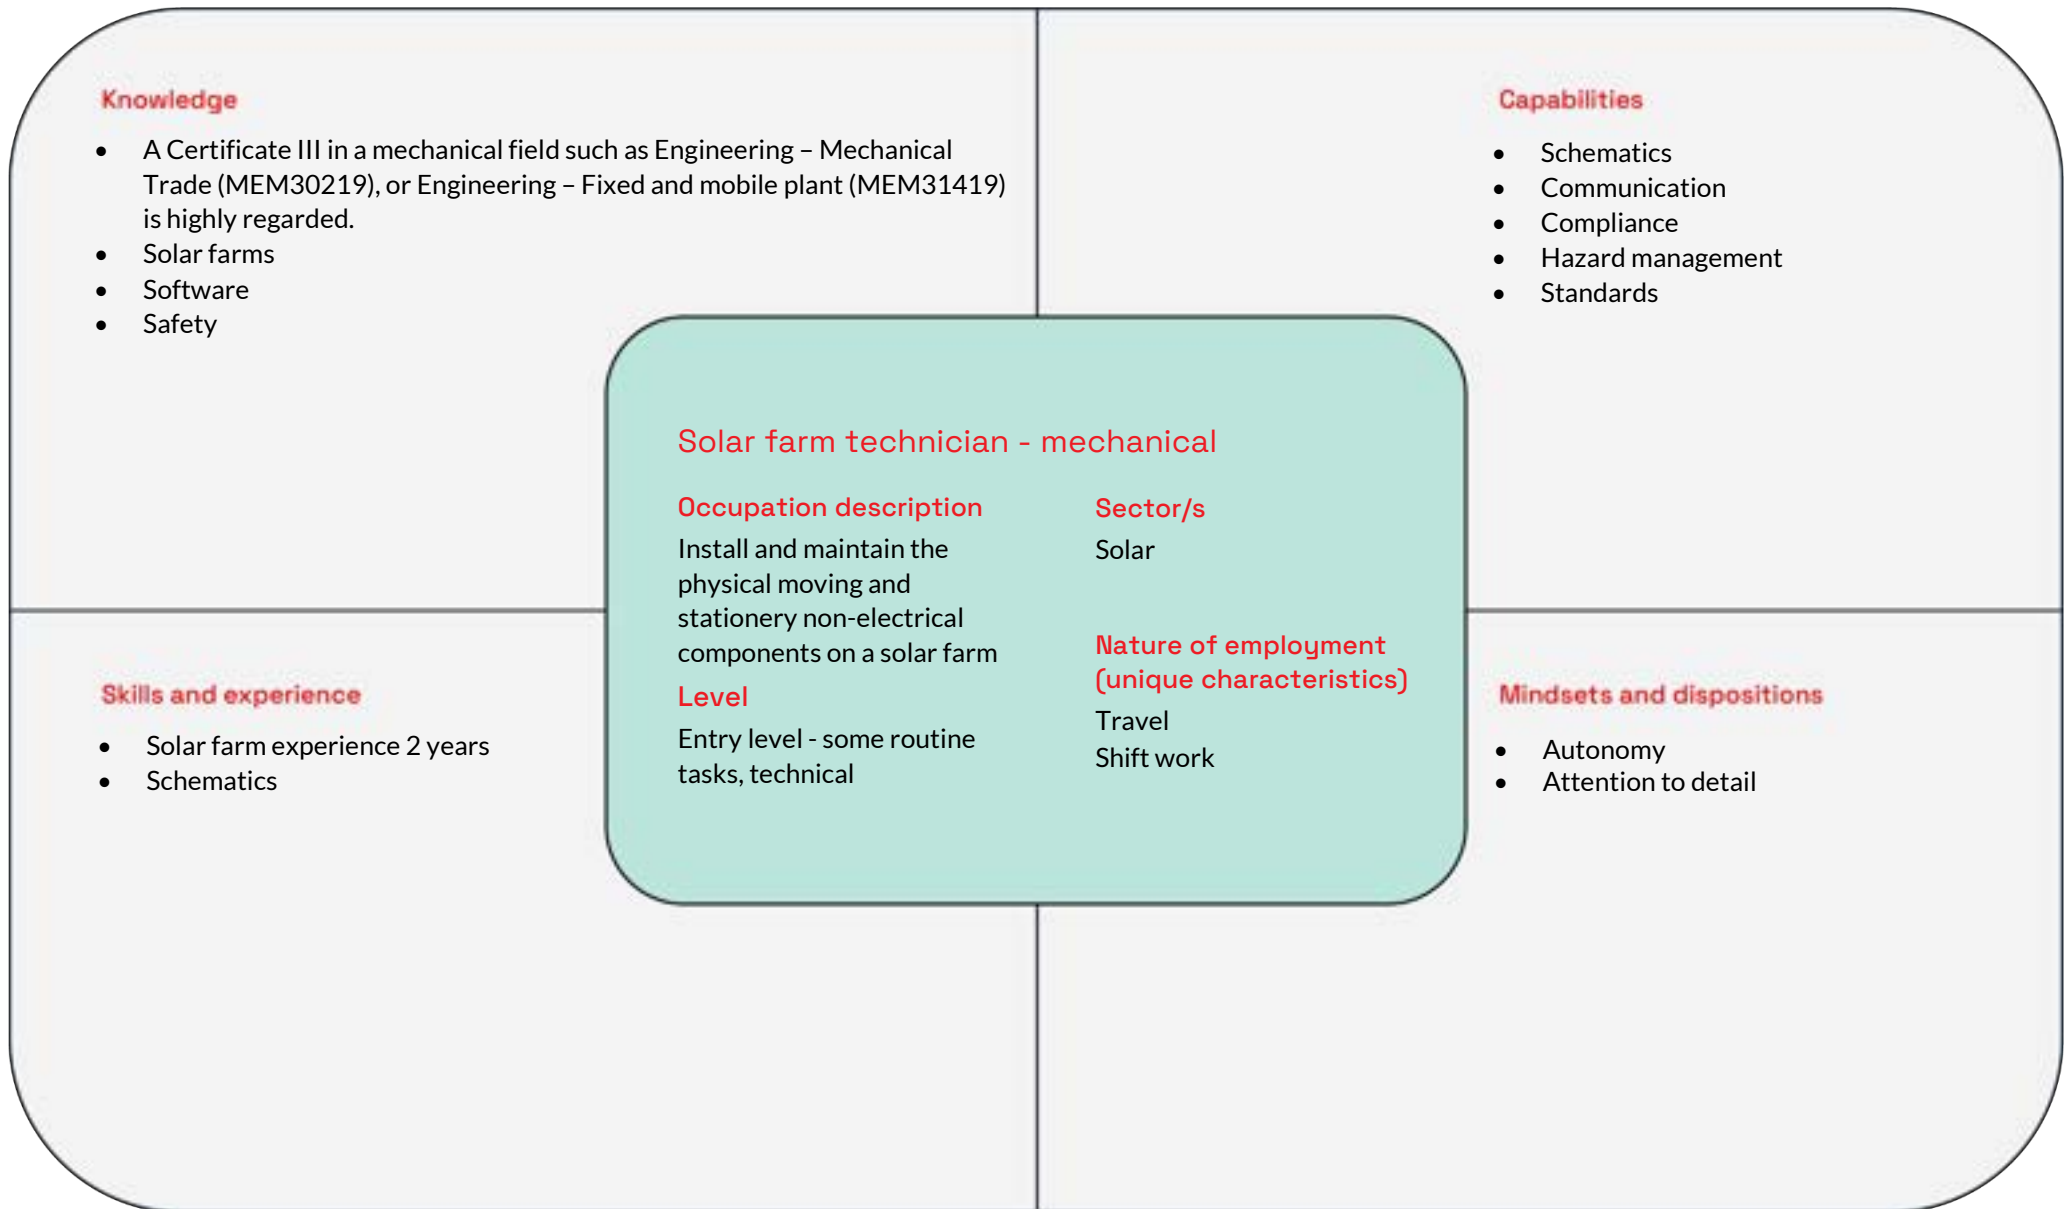 Knowledge
• A Certificate III in a mechanical field such as Engineering – Mechanical
Trade (MEM30219), or Engineering – Fixed and mobile plant (MEM31419)
is highly regarded.
• Solar farms
• Software
• Safety
Capabilities
• Schematics
• Communication
• Compliance
• Hazard management
• Standards
Solar farm technician - mechanical
Occupation description
Install and maintain the
physical moving and
stationery non-electrical
components on a solar farm
Level
Entry level - some routine
tasks, technical
Sector/s
Solar
Nature of employment
(unique characteristics)
Travel
Shift work
Skills and experience
• Solar farm experience 2 years
• Schematics
Mindsets and dispositions
• Autonomy
• Attention to detail